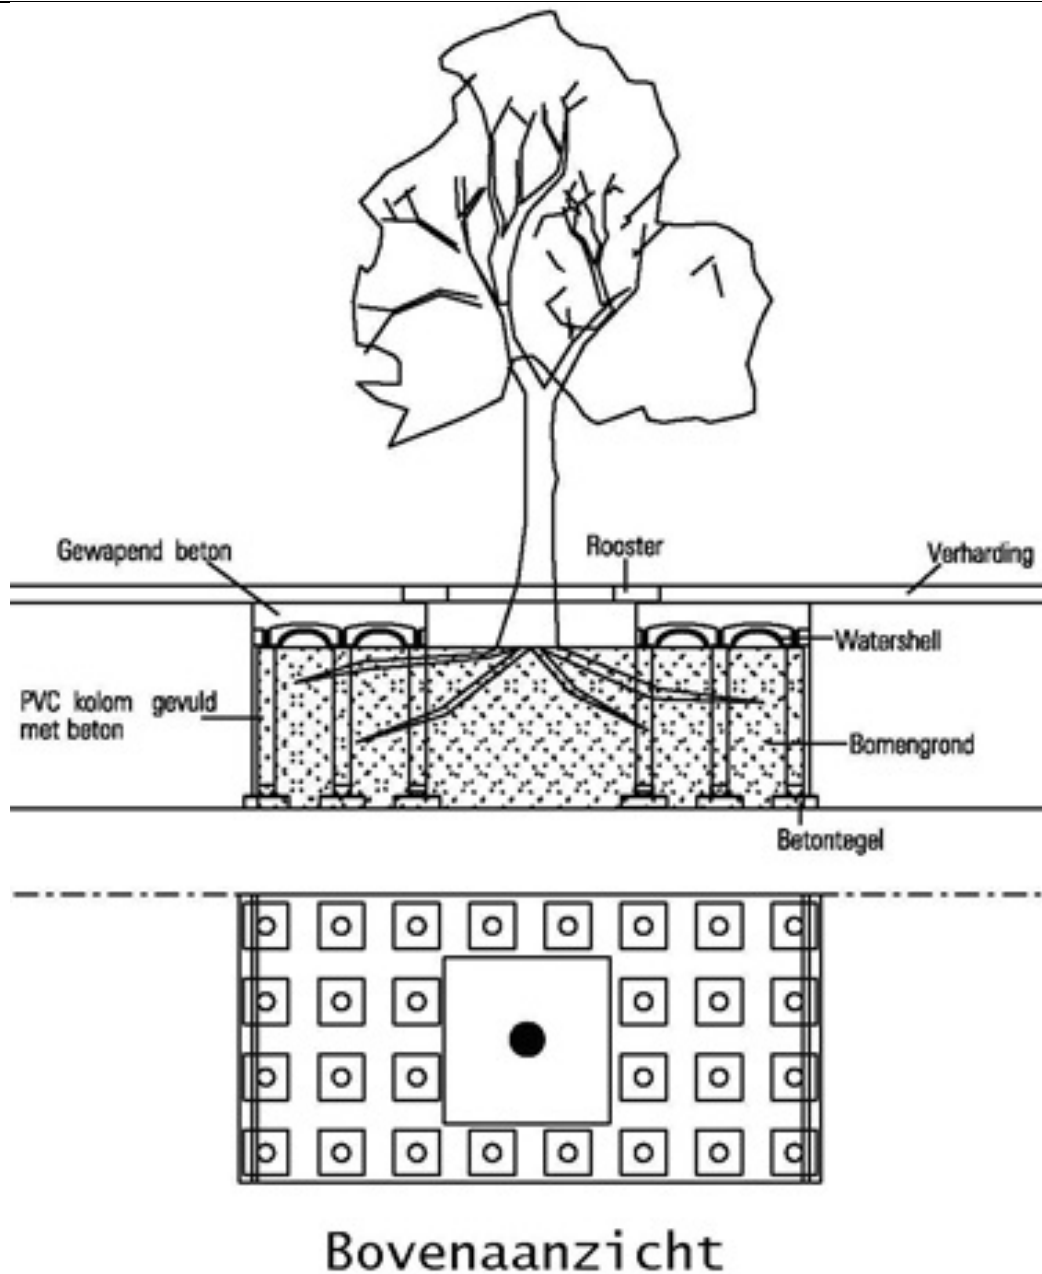 Gewapend beton
Rooster
Verharding
Watershell
PVC kolom gevuld
met beton
Bomengrond
Betontegel
Bovenaanzicht